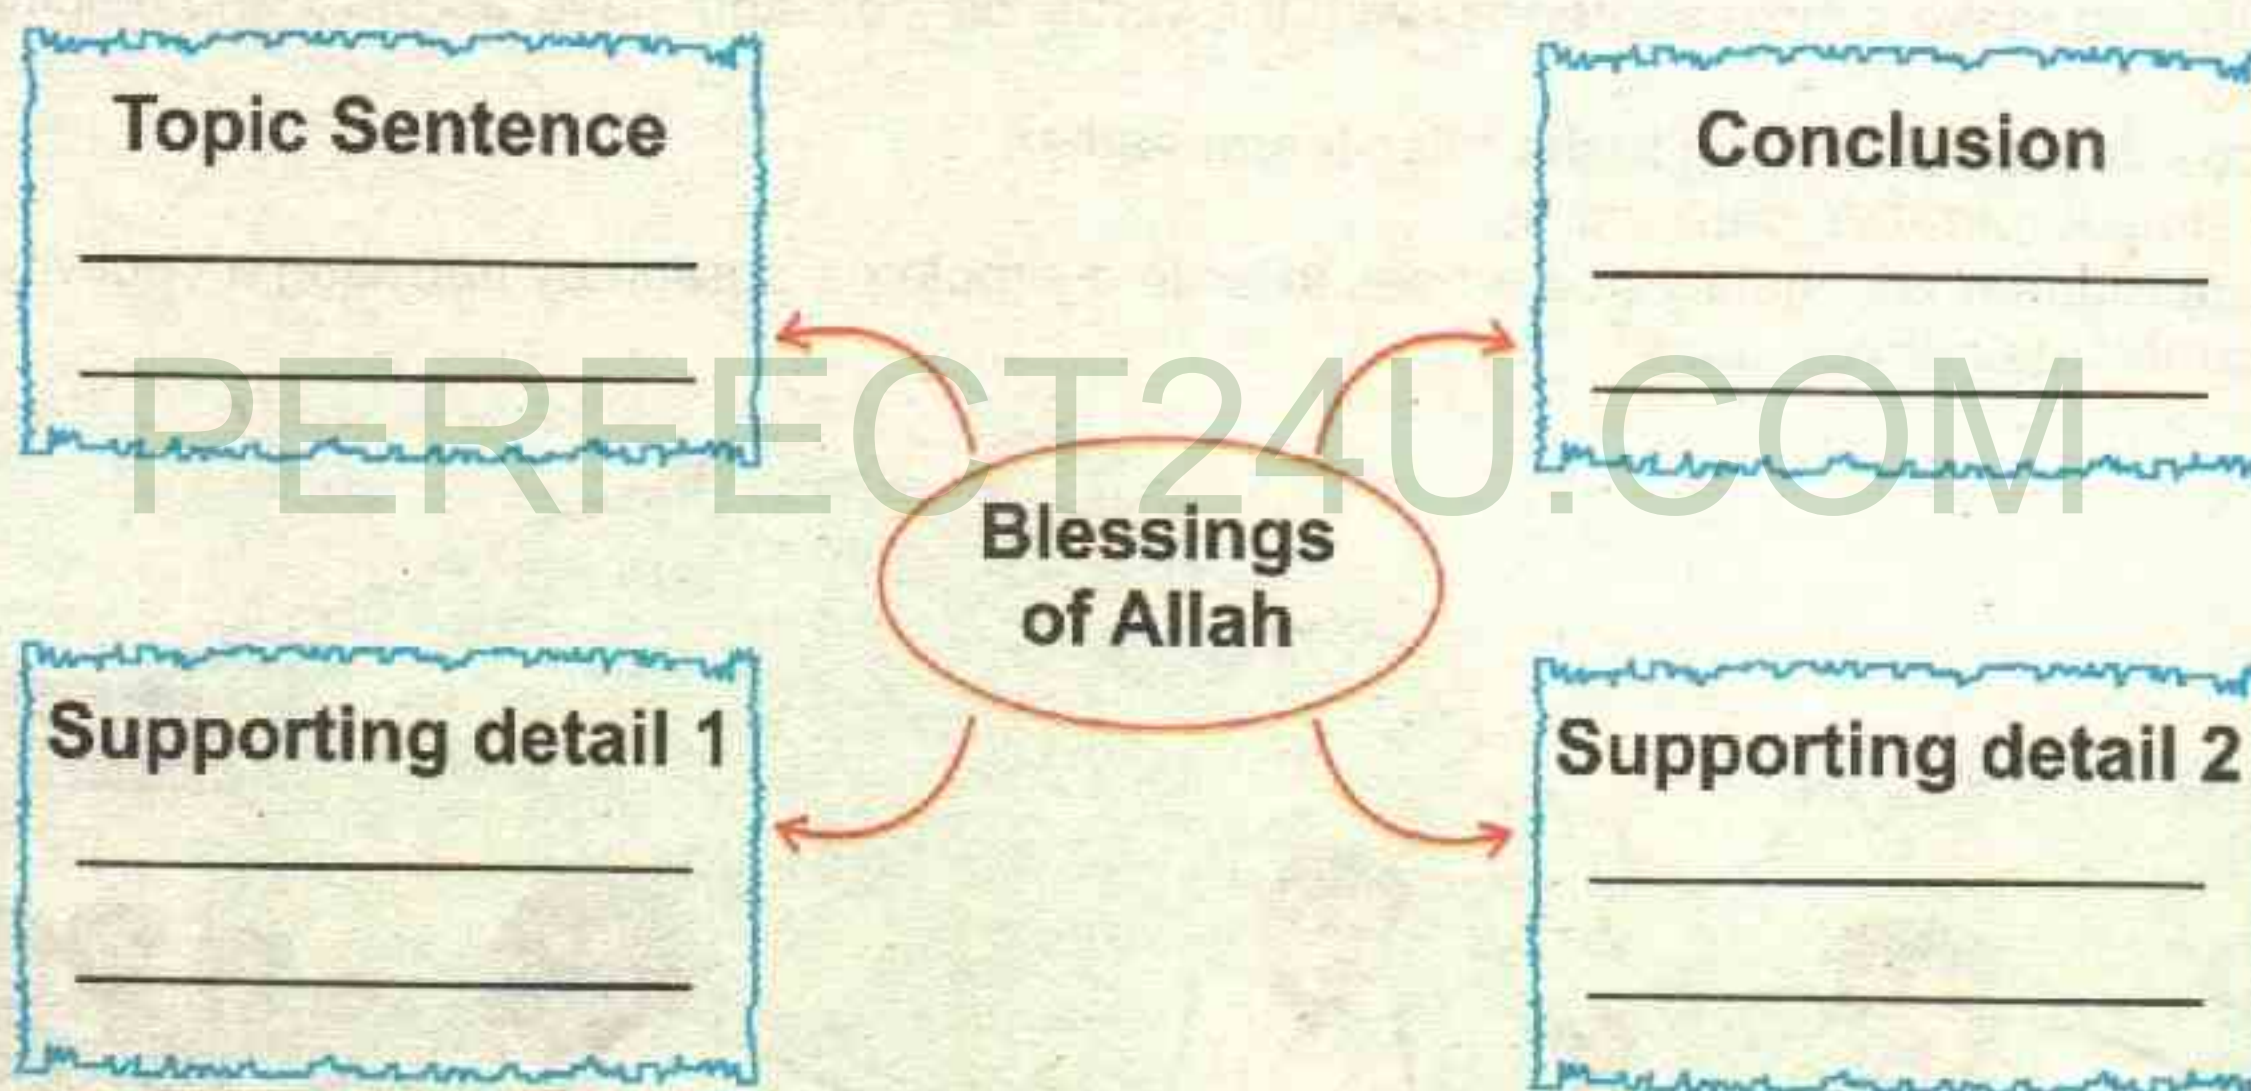 Topic Sentence
Conclusion
PERFECT24U.COM
Blessings
of Allah
Supporting detail 1
Supporting detail 2